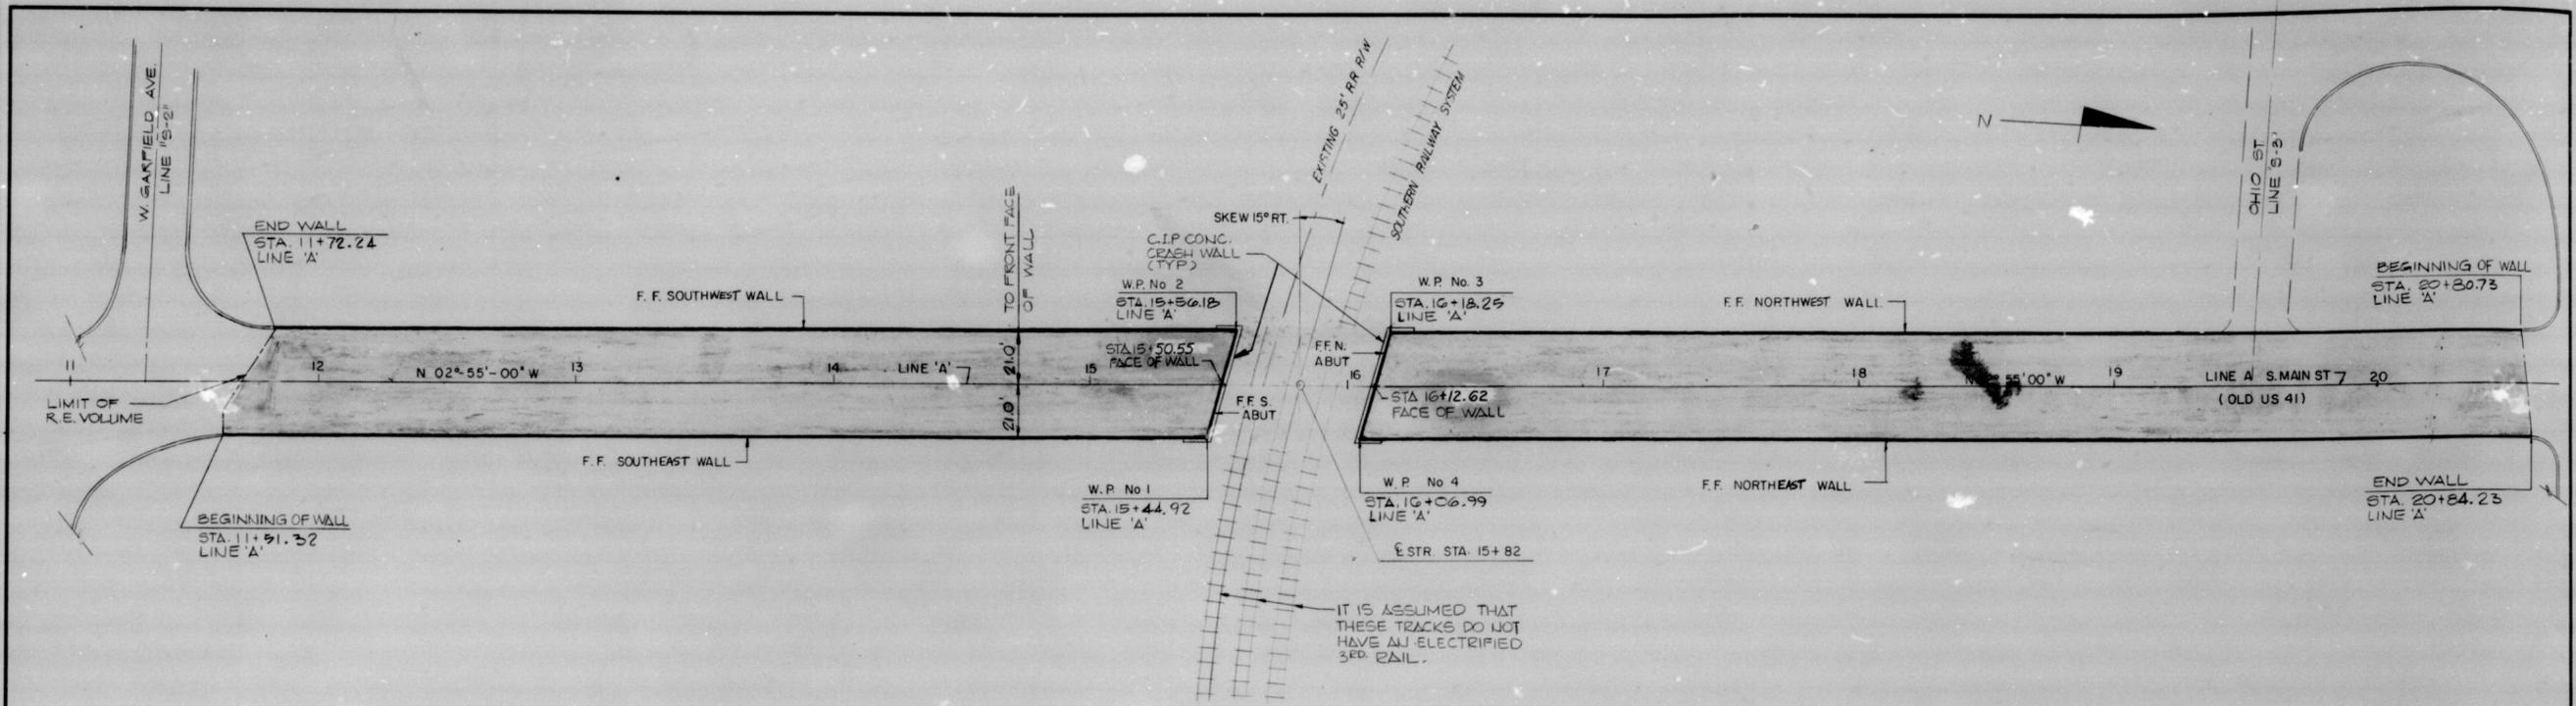 W. GARFIELD AVE.
LINE "S-2"
END WALL
STA. 11+72.24
LINE 'A'
F.F. SOUTHWEST WALL
TO FRONT FACE
OF WALL
21.0'
21.0'
SKEW 15° RT.
C.I.P CONC.
CRASH WALL
(TYP)
EXISTING 25' RR R/W
SOUTHERN RAILWAY SYSTEM
W.P. No 2
STA. 15+56.18
LINE 'A'
W.P. No. 3
STA. 16+18.25
LINE 'A'
F.F. NORTHWEST WALL
N
OHIO ST
LINE 'S-3'
BEGINNING OF WALL
STA. 20+80.73
LINE 'A'
11
12
N 02°-55'-00" W
13
14
LINE 'A'
15
STA 15+50.55
FACE OF WALL
F.F. N.
ABUT
16
17
18
55'00" W
19
LINE A S. MAIN ST
20
(OLD US 41)
LIMIT OF
R.E. VOLUME
F.F. S.
ABUT
STA 16+12.62
FACE OF WALL
F.F. SOUTHEAST WALL
F.F. NORTHEAST WALL
BEGINNING OF WALL
STA. 11+51.32
LINE 'A'
W.P. No 1
STA. 15+44.92
LINE 'A'
W.P. No 4
STA. 16+06.99
LINE 'A'
END WALL
STA. 20+84.23
LINE 'A'
℄ STR. STA. 15+82
IT IS ASSUMED THAT
THESE TRACKS DO NOT
HAVE AN ELECTRIFIED
3RD. RAIL.